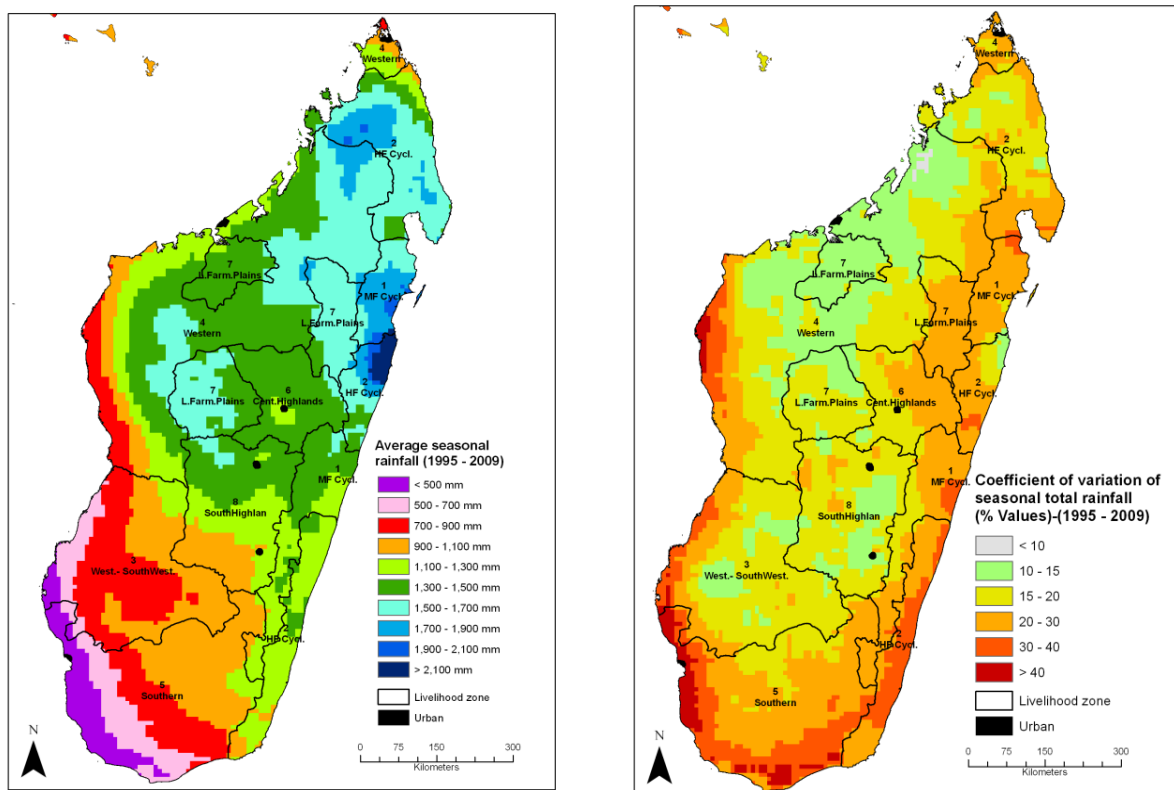 4
Western
2
HF Cycl.
7
L.Farm.Plains
1
MF Cycl.
7
L.Farm.Plains
4
Western
7
L.Farm.Plains
6
Cent.Highlands
2
HF Cycl.
1
MF Cycl.
8
SouthHighlan
3
West.- SouthWest.
2
HF Cycl.
5
Southern
Average seasonal
rainfall (1995 - 2009)
< 500 mm
500 - 700 mm
700 - 900 mm
900 - 1,100 mm
1,100 - 1,300 mm
1,300 - 1,500 mm
1,500 - 1,700 mm
1,700 - 1,900 mm
1,900 - 2,100 mm
> 2,100 mm
Livelihood zone
Urban
N
0 75 150 300
Kilometers
4
Western
2
HF Cycl.
7
L.Farm.Plains
1
MF Cycl.
7
L.Farm.Plains
4
Western
7
L.Farm.Plains
6
Cent.Highlands
2
HF Cycl.
1
MF Cycl.
8
SouthHighlan
3
West.- SouthWest.
2
HF Cycl.
5
Southern
Coefficient of variation of
seasonal total rainfall
(% Values)-(1995 - 2009)
< 10
10 - 15
15 - 20
20 - 30
30 - 40
> 40
Livelihood zone
Urban
N
0 75 150 300
Kilometers